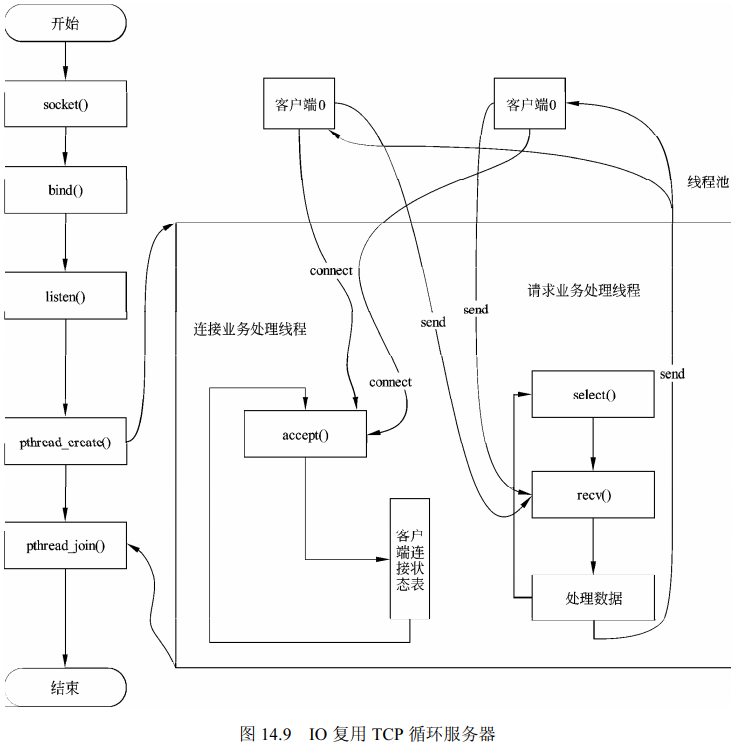 开始
socket()
bind()
listen()
pthread_create()
pthread_join()
结束
客户端0
客户端0
线程池
connect
send
send
connect
send
连接业务处理线程
请求业务处理线程
accept()
客户
端连
接状
态表
select()
recv()
处理数据
图 14.9 IO 复用 TCP 循环服务器